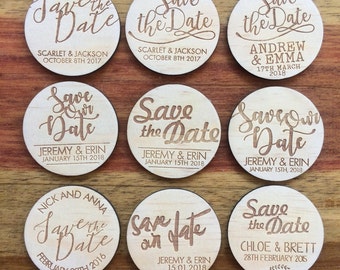 Save
the Date
SCARLET & JACKSON
OCTOBER 8TH 2017
Save
the Date
SCARLET & JACKSON
OCTOBER 8TH 2017
Save
the Date
ANDREW
& EMMA
17TH MARCH
2018
Save
Our
Date
JEREMY & ERIN
JANUARY 15TH 2018
Save
the Date
JEREMY & ERIN
JANUARY 15TH 2018
Save Our
Date
JEREMY & ERIN
JANUARY 15TH, 2018
NICK AND ANNA
Save the
Date
FEBRUARY 20TH 2016
save
our date
JEREMY & ERIN
15.01.2018
Save
the Date
CHLOE & BRETT
28TH FEBRUARY 2015